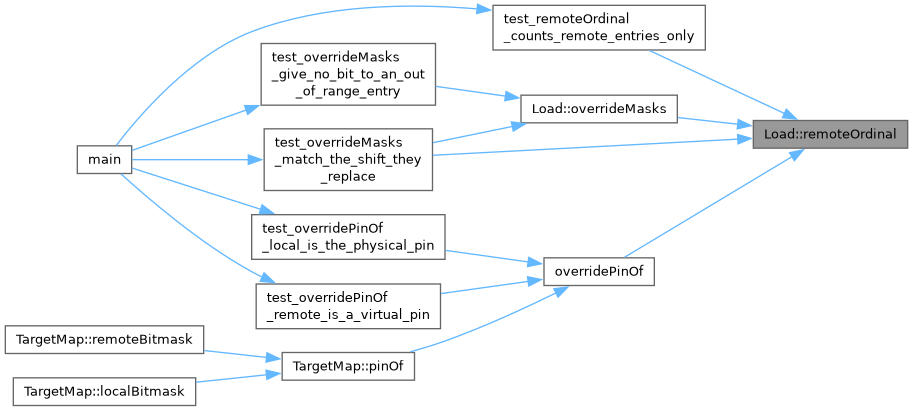 test_remoteOrdinal
_counts_remote_entries_only
test_overrideMasks
_give_no_bit_to_an_out
_of_range_entry
Load::overrideMasks
Load::remoteOrdinal
main
test_overrideMasks
_match_the_shift_they
_replace
test_overridePinOf
_local_is_the_physical_pin
overridePinOf
test_overridePinOf
_remote_is_a_virtual_pin
TargetMap::remoteBitmask
TargetMap::pinOf
TargetMap::localBitmask